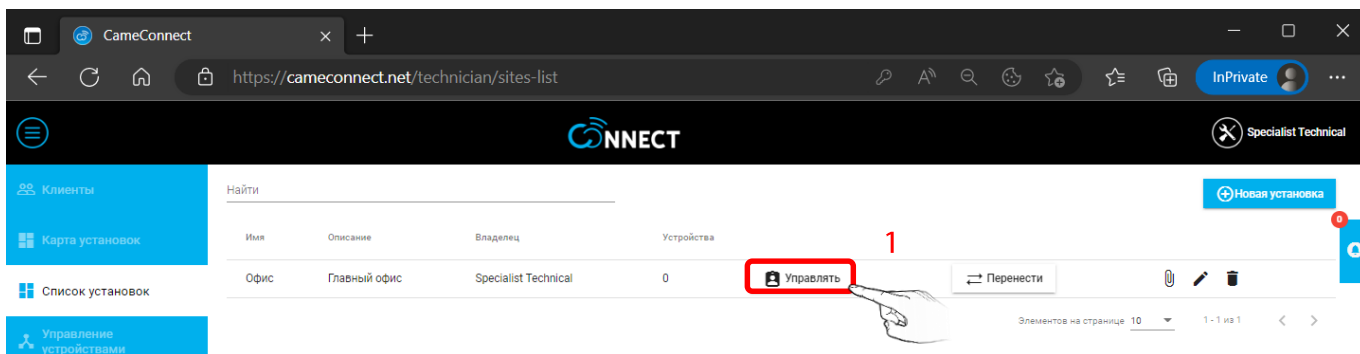 CameConnect
https://cameconnect.net/technician/sites-list
InPrivate
CONNECT
Specialist Technical
Клиенты
Найти
Новая установка
0
Карта установок
Имя Описание Владелец Устройства
1
Список установок
Офис Главный офис Specialist Technical 0 Управлять Перенести
Элементов на странице 10 1 - 1 из 1
Управление
устройствами